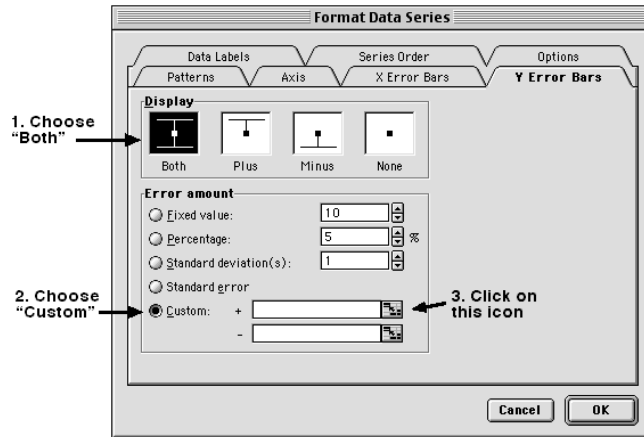 Format Data Series
Data Labels Series Order Options
Patterns Axis X Error Bars Y Error Bars
Display
1. Choose
"Both"
Both Plus Minus None
Error amount
Fixed value: 10
Percentage: 5 %
Standard deviation(s): 1
Standard error
2. Choose
"Custom"
Custom: +
-
3. Click on
this icon
Cancel OK